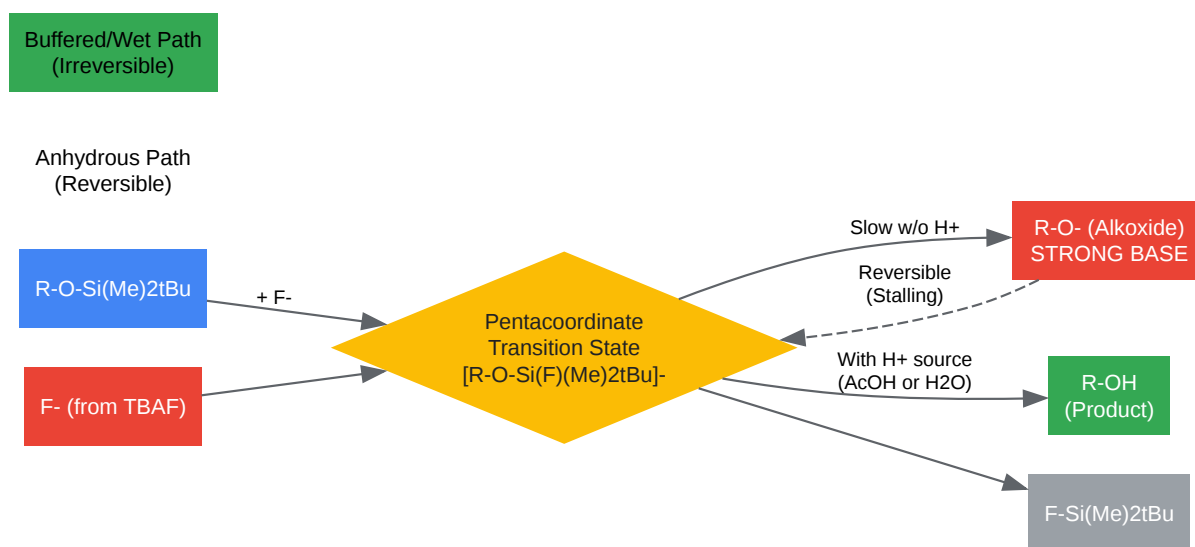 Buffered/Wet Path
(Irreversible)
Anhydrous Path
(Reversible)
R-O-Si(Me)2tBu
+ F-
F- (from TBAF)
Pentacoordinate
Transition State
[R-O-Si(F)(Me)2tBu]-
Slow w/o H+
R-O- (Alkoxide)
STRONG BASE
Reversible
(Stalling)
With H+ source
(AcOH or H2O)
R-OH
(Product)
F-Si(Me)2tBu